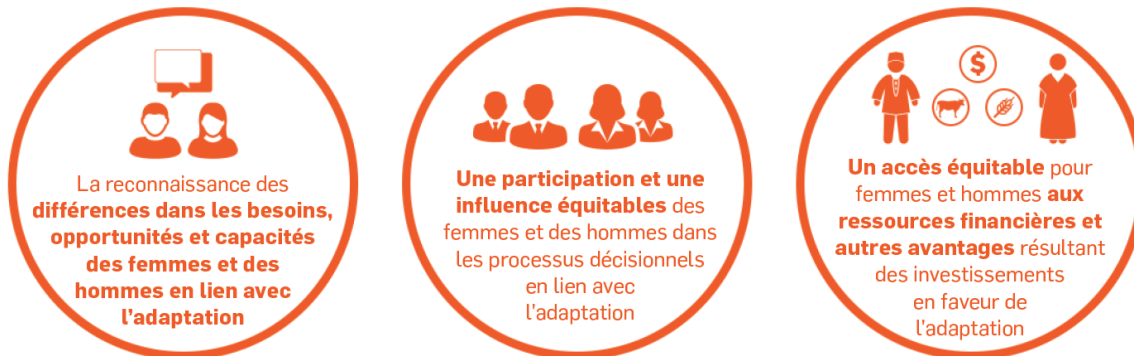 La reconnaissance des
différences dans les besoins,
opportunités et capacités
des femmes et des
hommes en lien avec
l’adaptation
Une participation et une
influence équitables des
femmes et des hommes dans
les processus décisionnels
en lien avec
l’adaptation
$
Un accès équitable pour
femmes et hommes aux
ressources financières et
autres avantages résultant
des investissements
en faveur de
l’adaptation